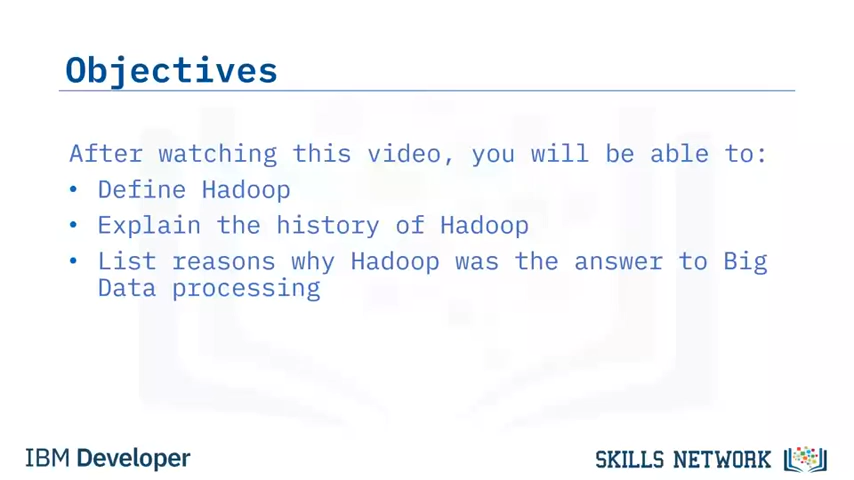 Objectives
After watching this video, you will be able to:
• Define Hadoop
• Explain the history of Hadoop
• List reasons why Hadoop was the answer to Big
Data processing
IBM Developer
SKILLS NETWORK